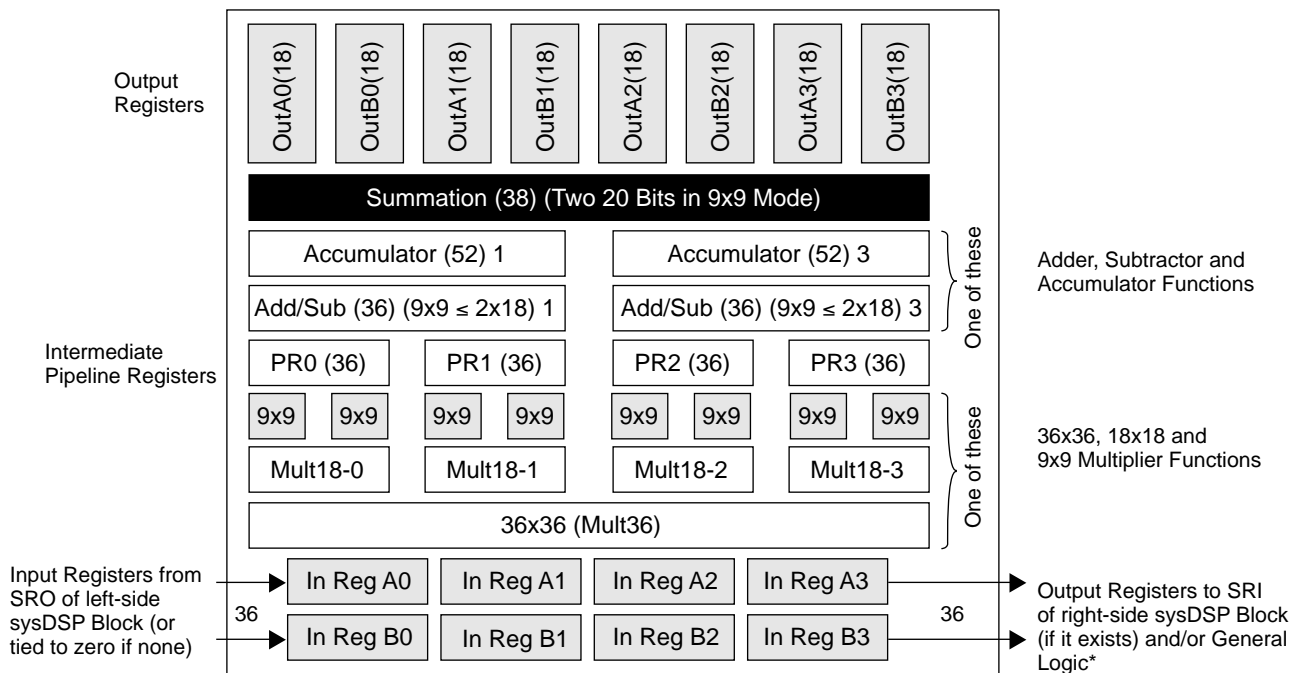 Output
Registers
OutA0(18)
OutB0(18)
OutA1(18)
OutB1(18)
OutA2(18)
OutB2(18)
OutA3(18)
OutB3(18)
Summation (38) (Two 20 Bits in 9x9 Mode)
Accumulator (52) 1
Accumulator (52) 3
Add/Sub (36) (9x9 ≤ 2x18) 1
Add/Sub (36) (9x9 ≤ 2x18) 3
One of these
Adder, Subtractor and
Accumulator Functions
Intermediate
Pipeline Registers
PR0 (36)
PR1 (36)
PR2 (36)
PR3 (36)
9x9
9x9
9x9
9x9
9x9
9x9
9x9
9x9
Mult18-0
Mult18-1
Mult18-2
Mult18-3
36x36 (Mult36)
One of these
36x36, 18x18 and
9x9 Multiplier Functions
Input Registers from
SRO of left-side
sysDSP Block (or
tied to zero if none)
36
In Reg A0
In Reg A1
In Reg A2
In Reg A3
In Reg B0
In Reg B1
In Reg B2
In Reg B3
36
Output Registers to SRI
of right-side sysDSP Block
(if it exists) and/or General
Logic*